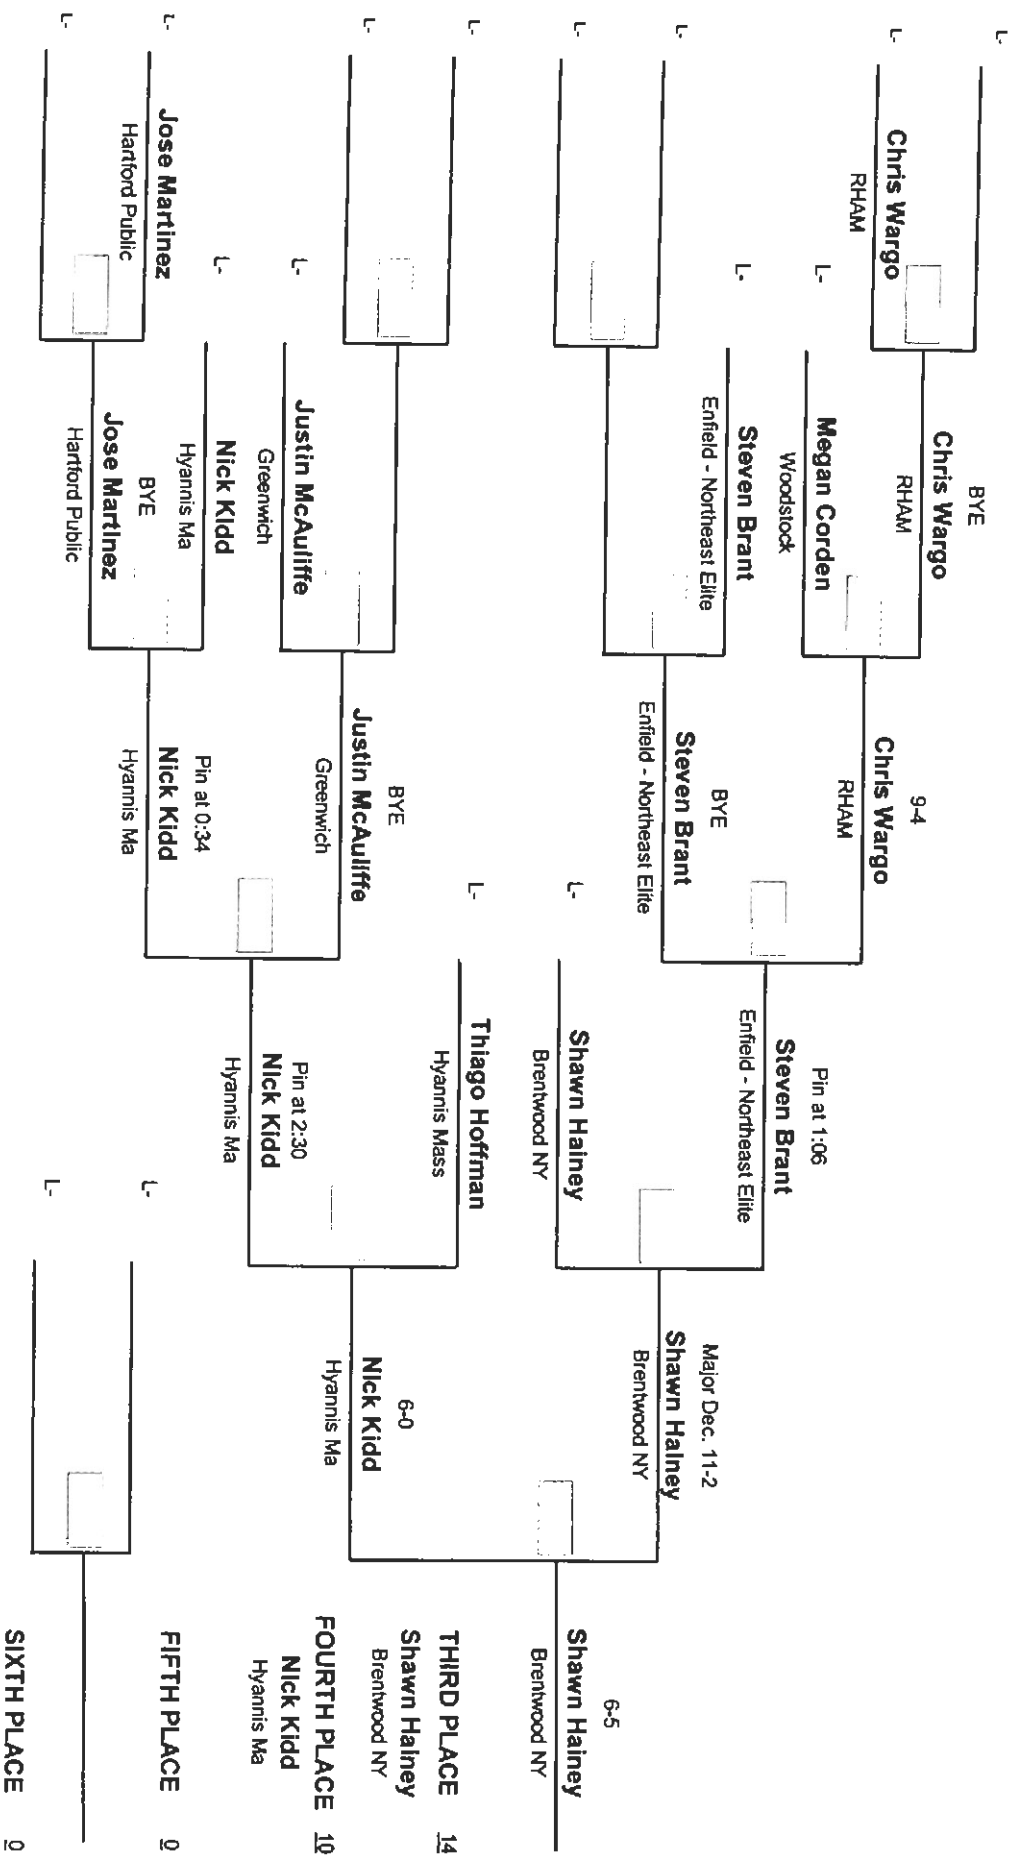 L-
L- Chris Wargo
RHAM
L-
L-
L-
L-
L- Jose Martinez
Hartford Public
L-
BYE
Chris Wargo
RHAM
L- Megan Corden
Woodstock
L- Steven Brant
Enfield - Northeast Elite
L- Justin McAuliffe
Greenwich
L- Nick Kidd
Hyannis Ma
BYE
Jose Martinez
Hartford Public
9-4
Chris Wargo
RHAM
BYE
Steven Brant
Enfield - Northeast Elite
BYE
Justin McAuliffe
Greenwich
Pin at 0:34
Nick Kidd
Hyannis Ma
Pin at 1:06
Steven Brant
Enfield - Northeast Elite
L- Shawn Hainey
Brentwood NY
L- Thiago Hoffman
Hyannis Mass
Pin at 2:30
Nick Kidd
Hyannis Ma
Major Dec. 11-2
Shawn Hainey
Brentwood NY
6-0
Nick Kidd
Hyannis Ma
L-
L-
6-5
Shawn Hainey
Brentwood NY
THIRD PLACE 14
Shawn Hainey
Brentwood NY
FOURTH PLACE 10
Nick Kidd
Hyannis Ma
FIFTH PLACE 0
SIXTH PLACE 0